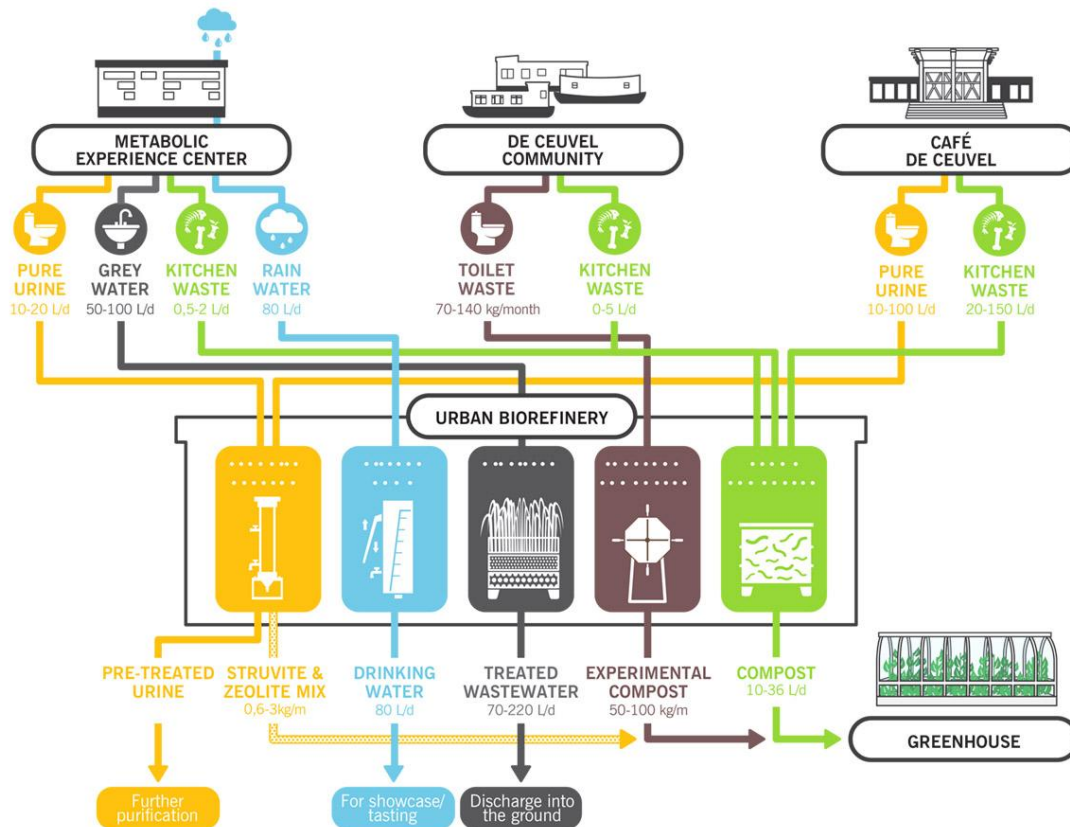 METABOLIC
EXPERIENCE CENTER
DE CEUVEL
COMMUNITY
CAFÉ
DE CEUVEL
PURE
URINE
10-20 L/d
GREY
WATER
50-100 L/d
KITCHEN
WASTE
0,5-2 L/d
RAIN
WATER
80 L/d
TOILET
WASTE
70-140 kg/month
KITCHEN
WASTE
0-5 L/d
PURE
URINE
10-100 L/d
KITCHEN
WASTE
20-150 L/d
URBAN BIOREFINERY
PRE-TREATED
URINE
STRUVITE &
ZEOLITE MIX
0,6-3kg/m
DRINKING
WATER
80 L/d
TREATED
WASTEWATER
70-220 L/d
EXPERIMENTAL
COMPOST
50-100 kg/m
COMPOST
10-36 L/d
GREENHOUSE
Further
purification
For showcase/
tasting
Discharge into
the ground